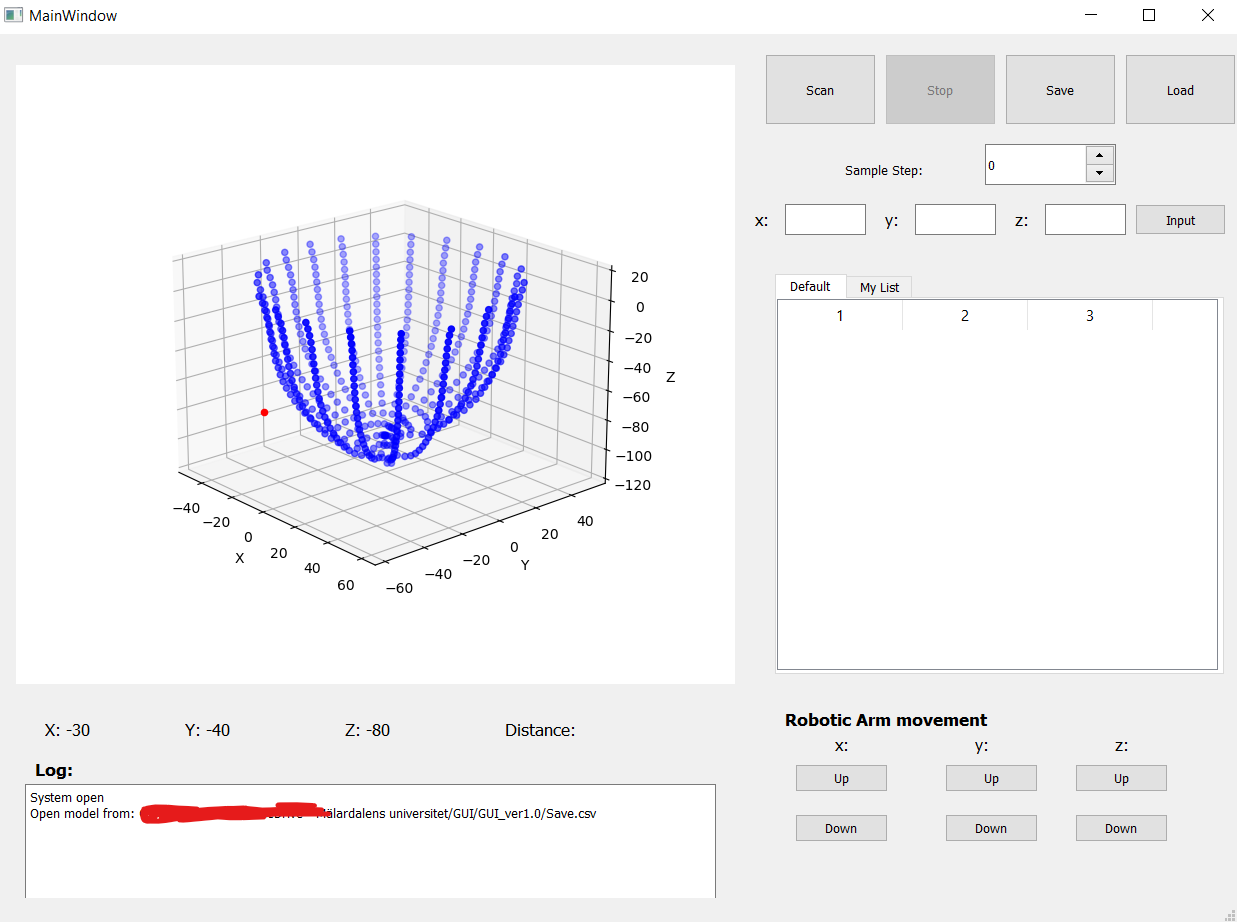 MainWindow
Scan Stop Save Load
Sample Step: 0
x: y: z: Input
Default My List
1 2 3
20
0
−20
−40
Z
−60
−80
−100
−120
−40
−20
0
20
40
60
X
−60
−40
−20
0
20
40
Y
X: -30 Y: -40 Z: -80 Distance:
Log:
System open
Open model from: Mälardalens universitet/GUI/GUI_ver1.0/Save.csv
Robotic Arm movement
x: y: z:
Up Up Up
Down Down Down